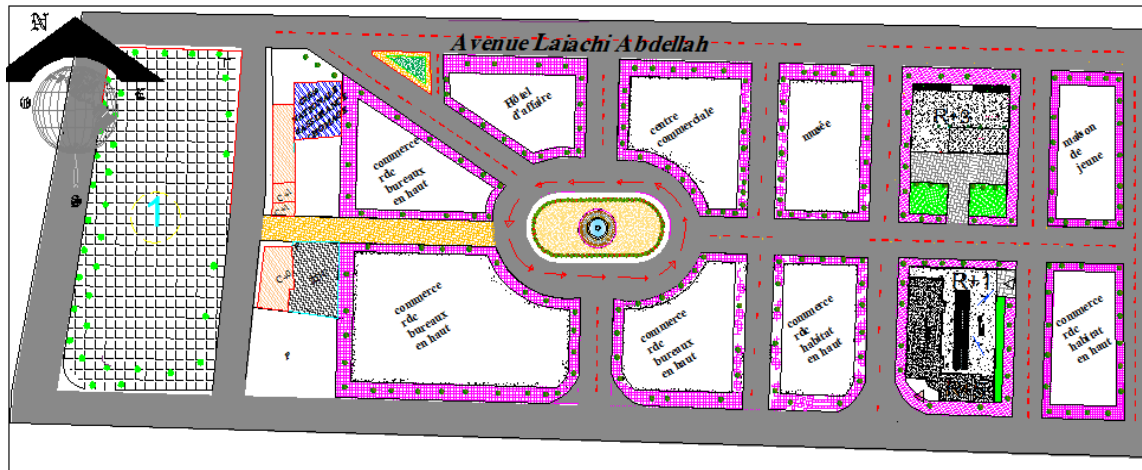 N
Avenue Laiachi Abdellah
Hôtel
d'affaire
centre
commerciale
musée
R+3
maison
de
jeune
commerce
rdc
bureaux
en haut
1
commerce
rdc
bureaux
en haut
commerce
rdc
bureaux
en haut
commerce
rdc
habitat
en haut
R+1
commerce
rdc
habitat
en haut
P